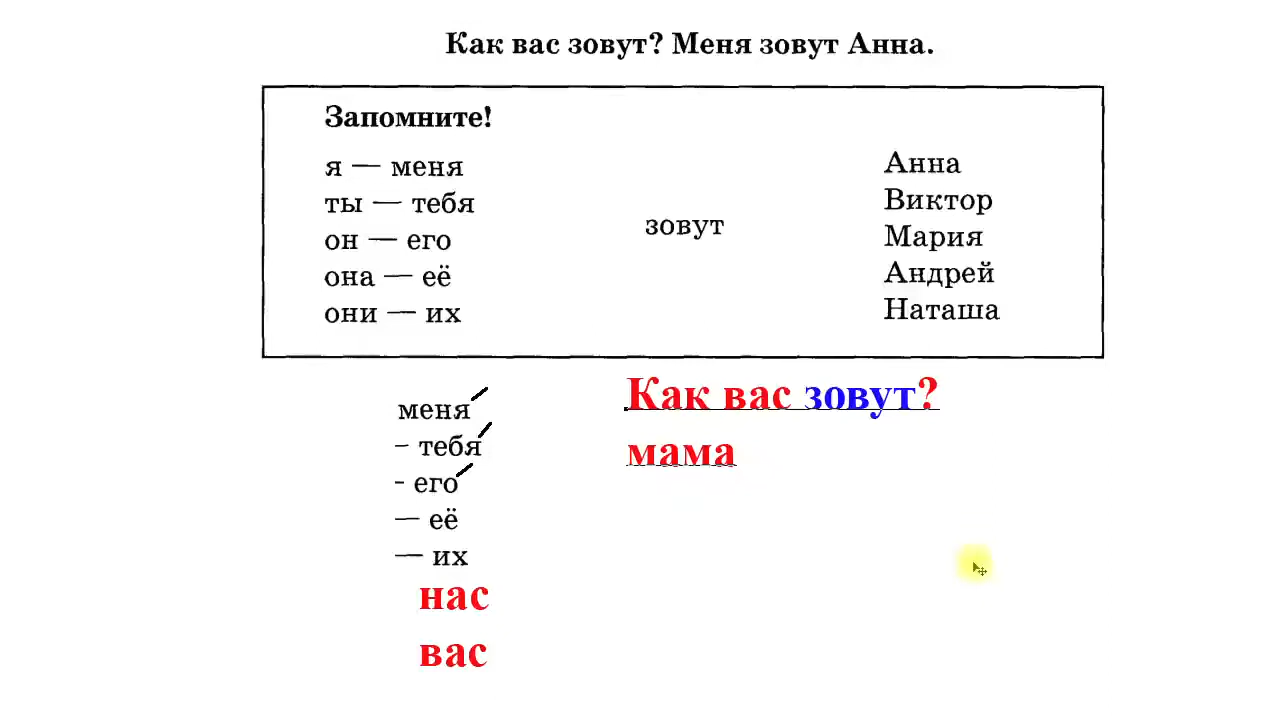 Как вас зовут? Меня зовут Анна.
Запомните!
я — меня
ты — тебя
он — его
она — её
они — их
зовут
Анна
Виктор
Мария
Андрей
Наташа
меня
- тебя
- его
— её
— их
нас
вас
Как вас зовут?
мама